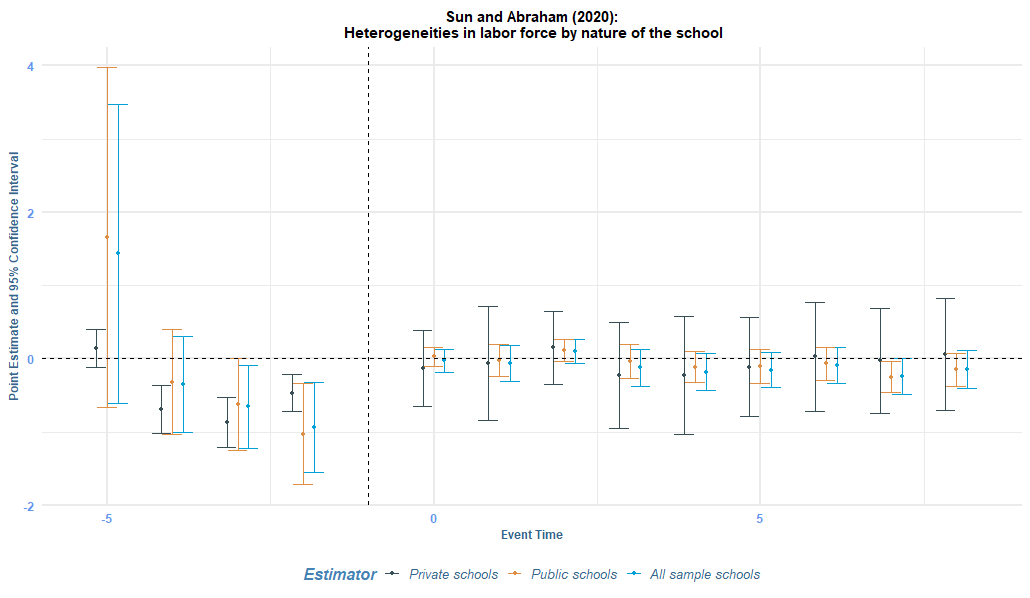 Sun and Abraham (2020):
Heterogeneities in labor force by nature of the school
Point Estimate and 95% Confidence Interval
4
2
0
-2
-5
0
5
Event Time
Estimator
Private schools
Public schools
All sample schools